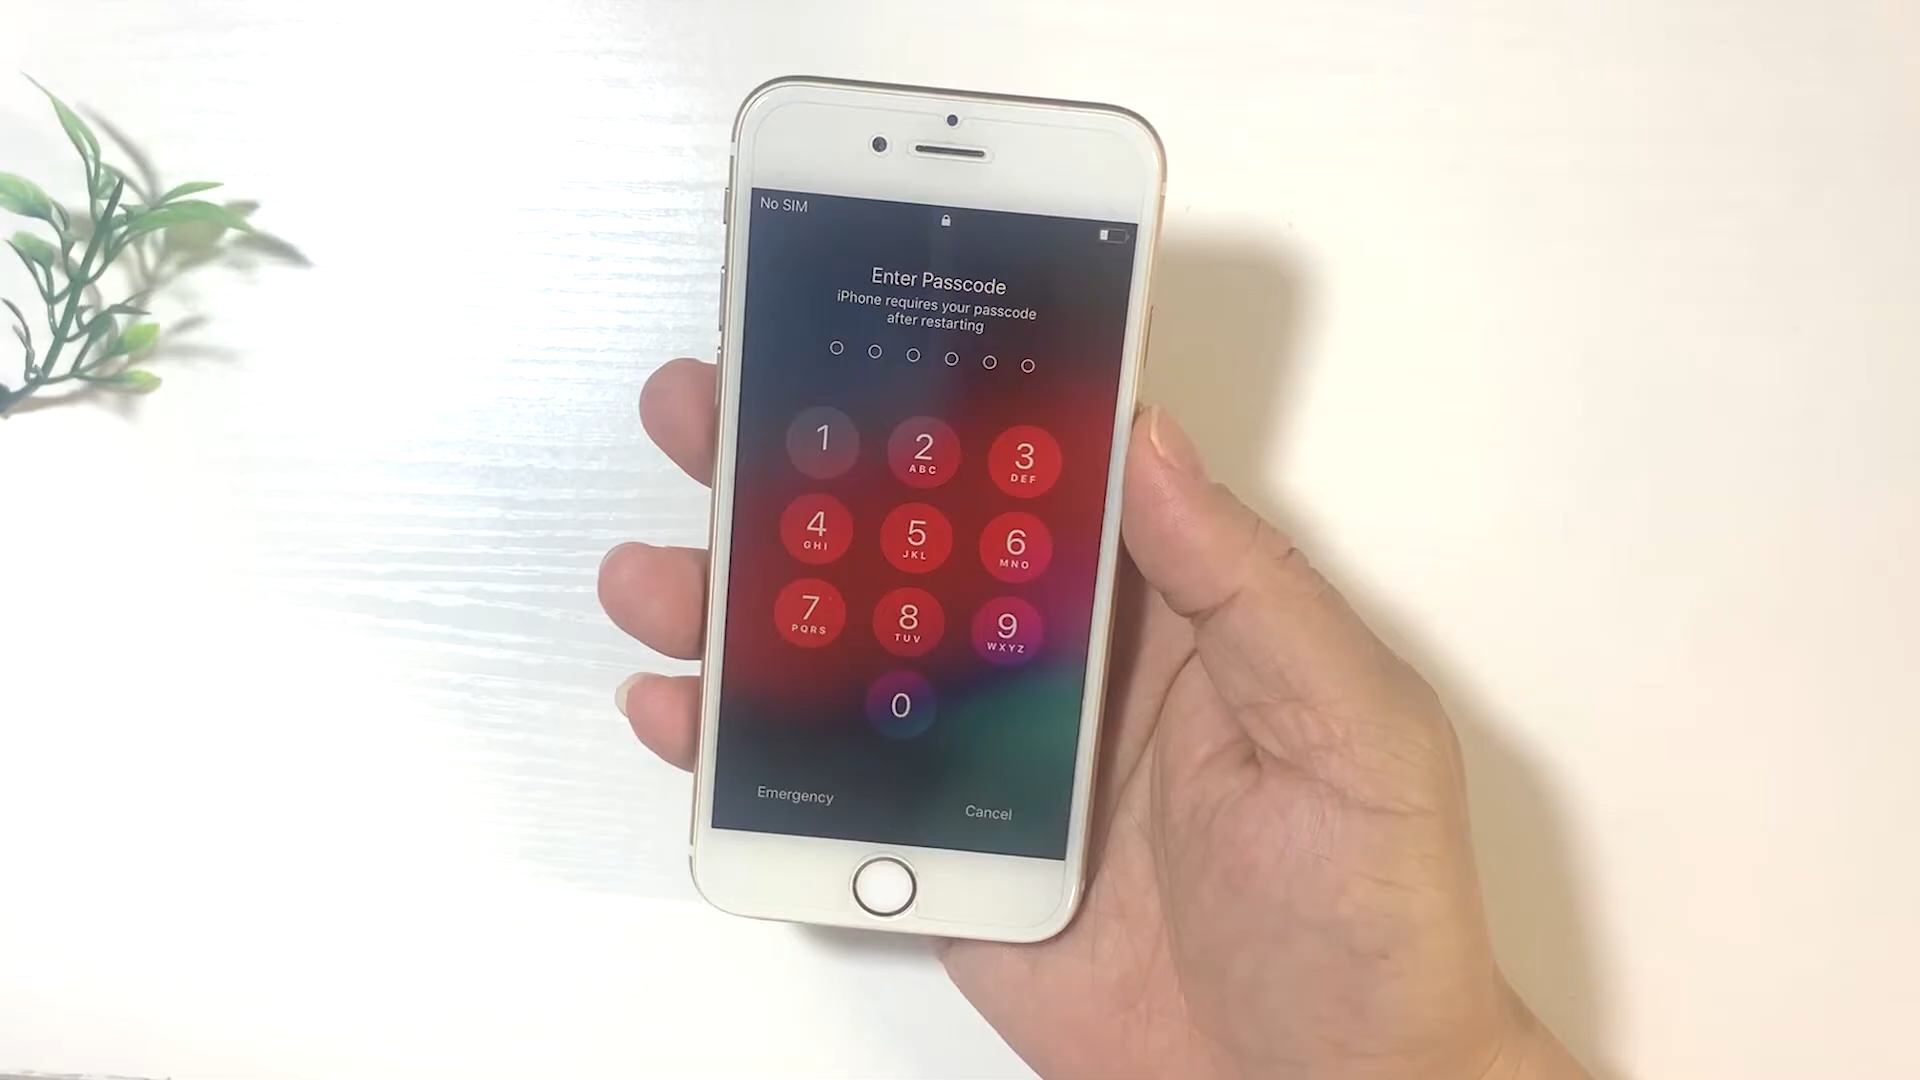 No SIM
Enter Passcode
iPhone requires your passcode
after restarting
1
2
ABC
3
DEF
4
GHI
5
JKL
6
MNO
7
PQRS
8
TUV
9
WXYZ
0
Emergency
Cancel